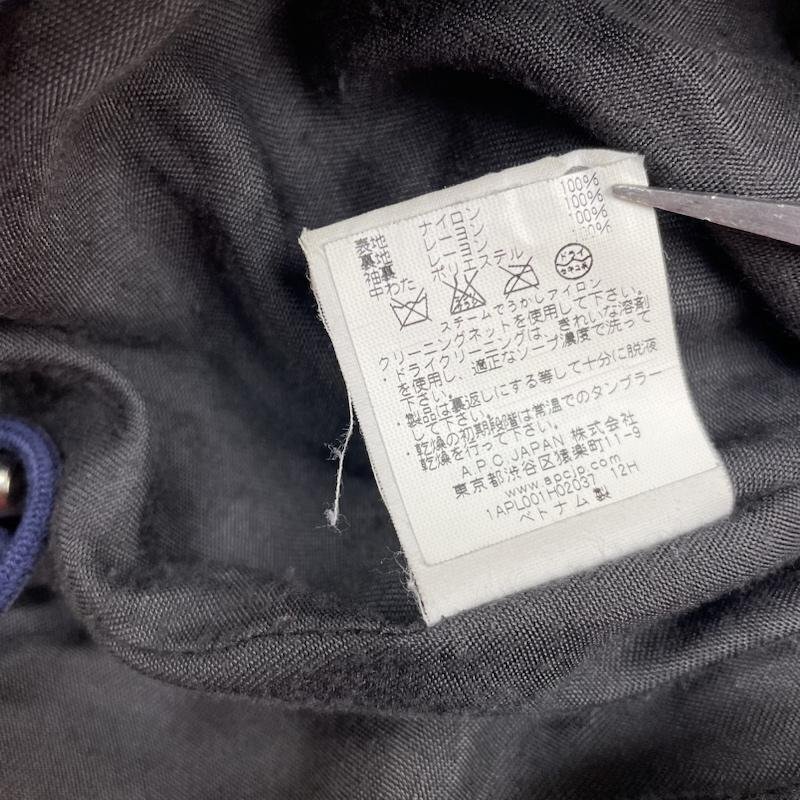 表地 ナイロン 100%
裏地 レーヨン 100%
袖裏 レーヨン 100%
中わた ポリエステル 100%
ドライ
セキユ系
スチームでうかしアイロン
クリーニングネットを使用して下さい。
・ドライクリーニングは、きれいな溶剤
を使用し、適正なソープ濃度で洗って
下さい。
・製品は裏返しにする等して十分に脱液
して下さい。
・乾燥の初期段階は常温でのタンブラー
乾燥を行って下さい。
A.P.C. JAPAN 株式会社
東京都渋谷区猿楽町11-9
www.apcjp.com
1APL001H02037 12H
ベトナム製